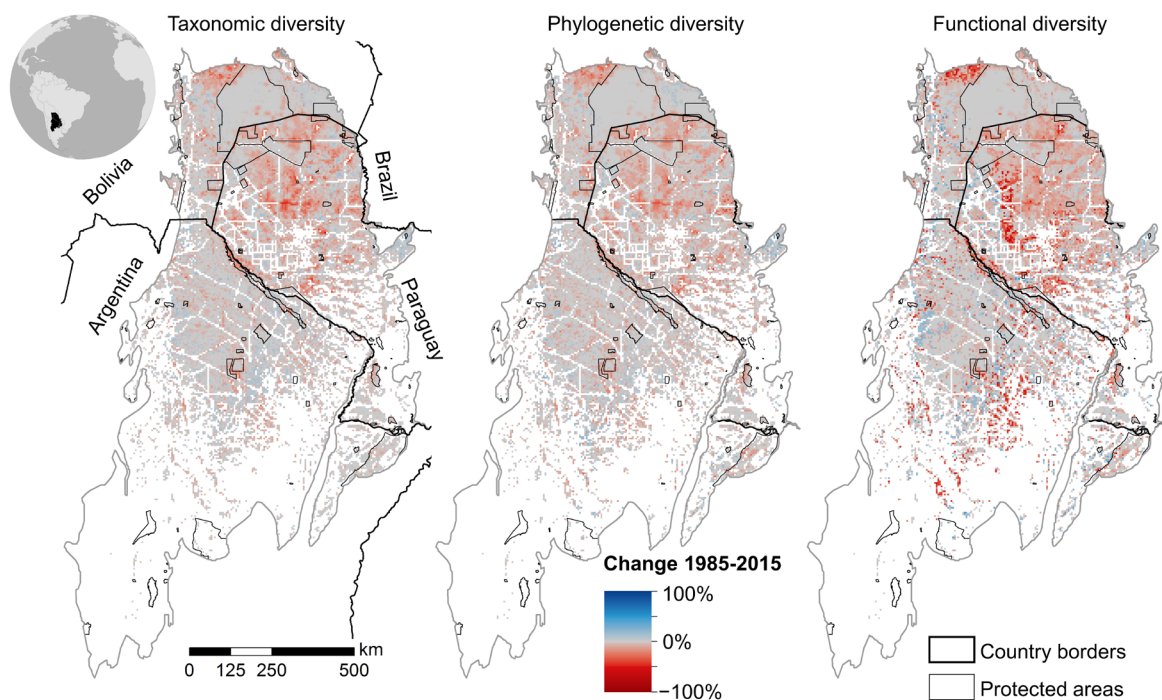 Taxonomic diversity
Phylogenetic diversity
Functional diversity
Bolivia
Brazil
Argentina
Paraguay
Change 1985-2015
100%
0%
−100%
0 125 250 500 km
Country borders
Protected areas